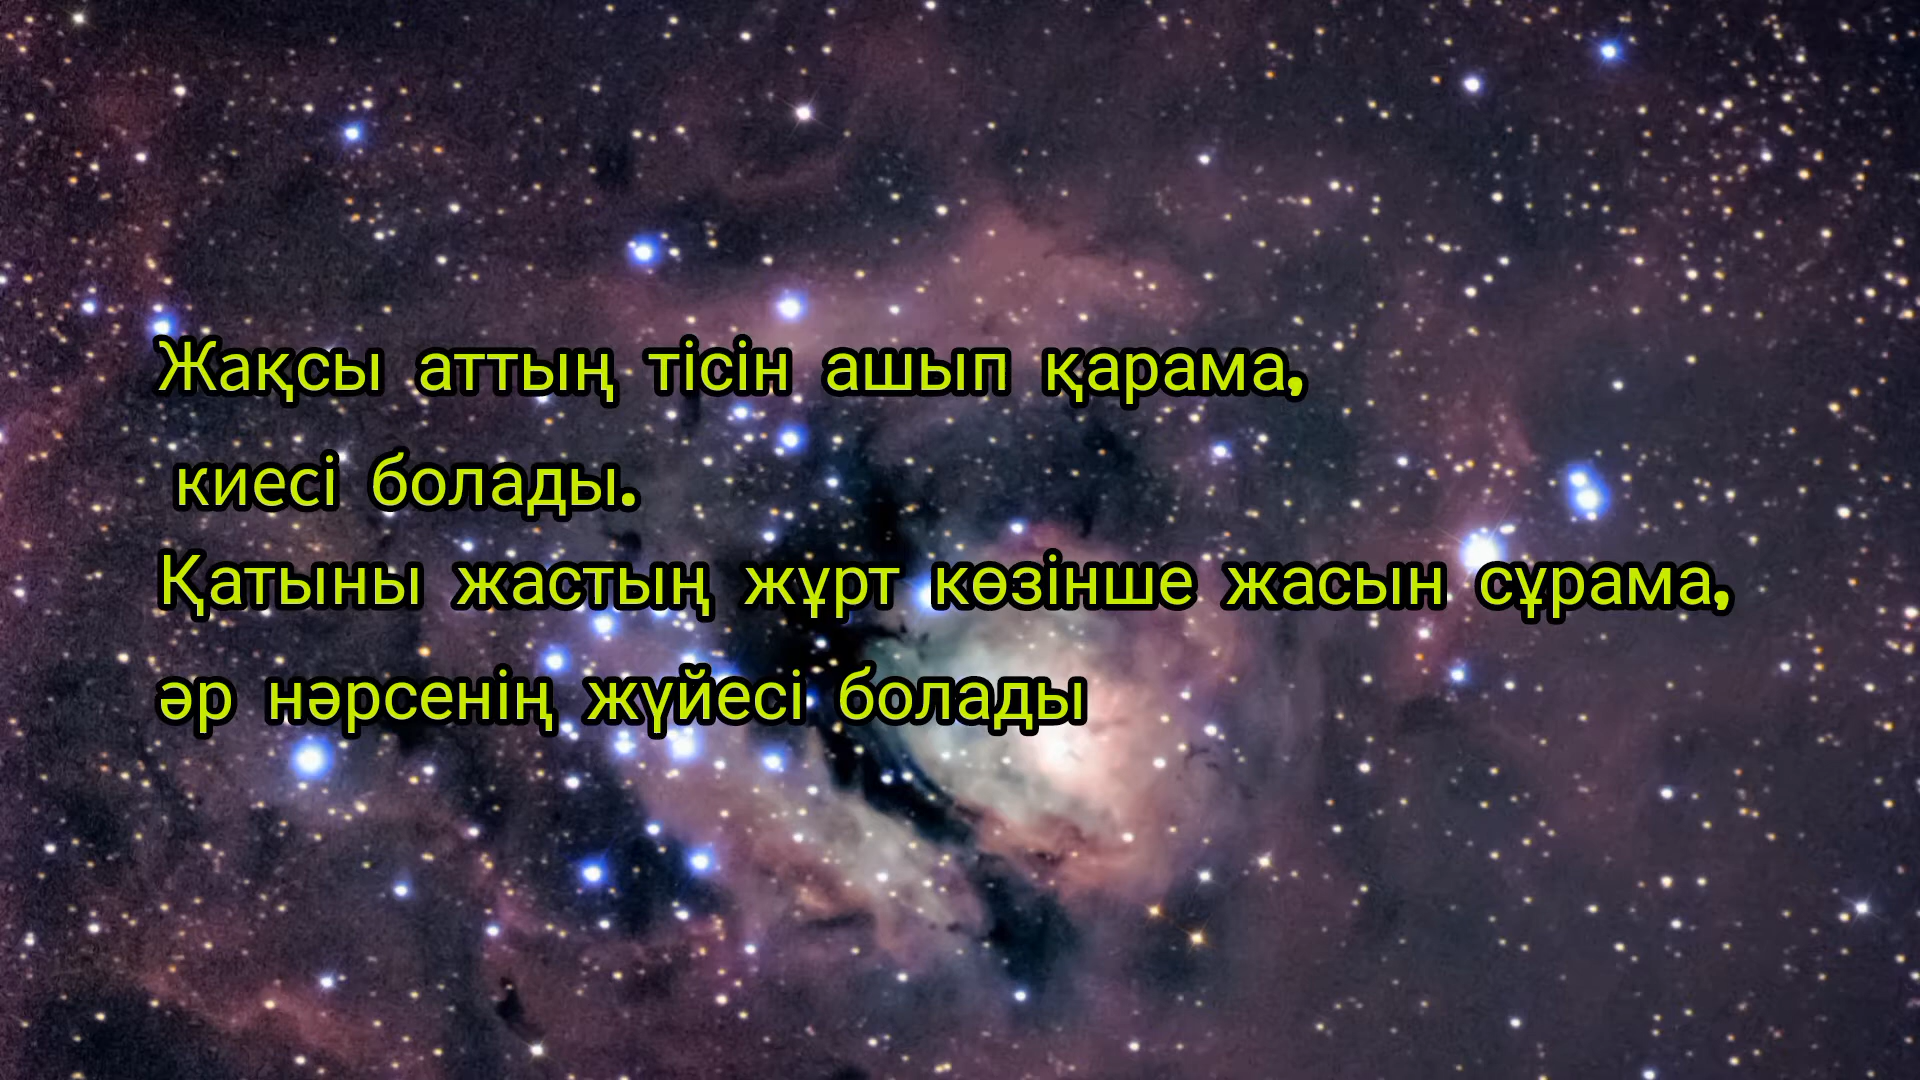 Жақсы аттың тісін ашып қарама,
киесі болады.
Қатыны жастың жұрт көзінше жасын сұрама,
әр нәрсенің жүйесі болады